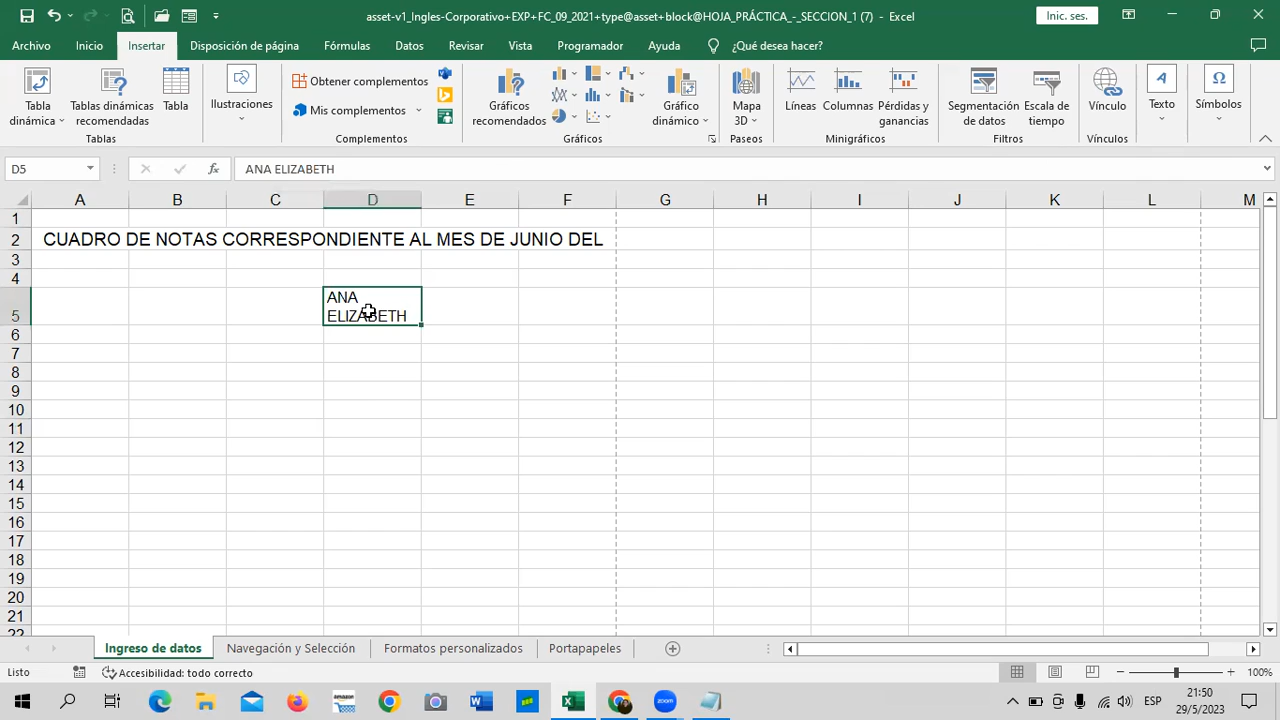 asset-v1_Ingles-Corporativo+EXP+FC_09_2021+type@asset+block@HOJA_PRÁCTICA_-_SECCION_1 (7) - Excel
Inic. ses.
Archivo Inicio Insertar Disposición de página Fórmulas Datos Revisar Vista Programador Ayuda ¿Qué desea hacer?
Tabla dinámica
Tablas dinámicas recomendadas
Tabla
Tablas
Ilustraciones
Obtener complementos
Mis complementos
Complementos
Gráficos recomendados
Gráficos
Gráfico dinámico
Mapa 3D
Paseos
Líneas
Columnas
Pérdidas y ganancias
Minigráficos
Segmentación de datos
Escala de tiempo
Filtros
Vínculo
Vínculos
Texto
Símbolos
D5
fx
ANA ELIZABETH
A B C D E F G H I J K L M
1
2 CUADRO DE NOTAS CORRESPONDIENTE AL MES DE JUNIO DEL
3
4
ANA
5 ELIZABETH
6
7
8
9
10
11
12
13
14
15
16
17
18
19
20
21
22
Ingreso de datos Navegación y Selección Formatos personalizados Portapapeles
Listo Accesibilidad: todo correcto 100%
ESP
21:50
29/5/2023
amazon
zoom